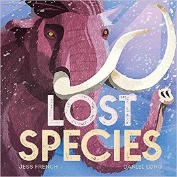 LOST
SPECIES
JESS FRENCH DANIEL LONG